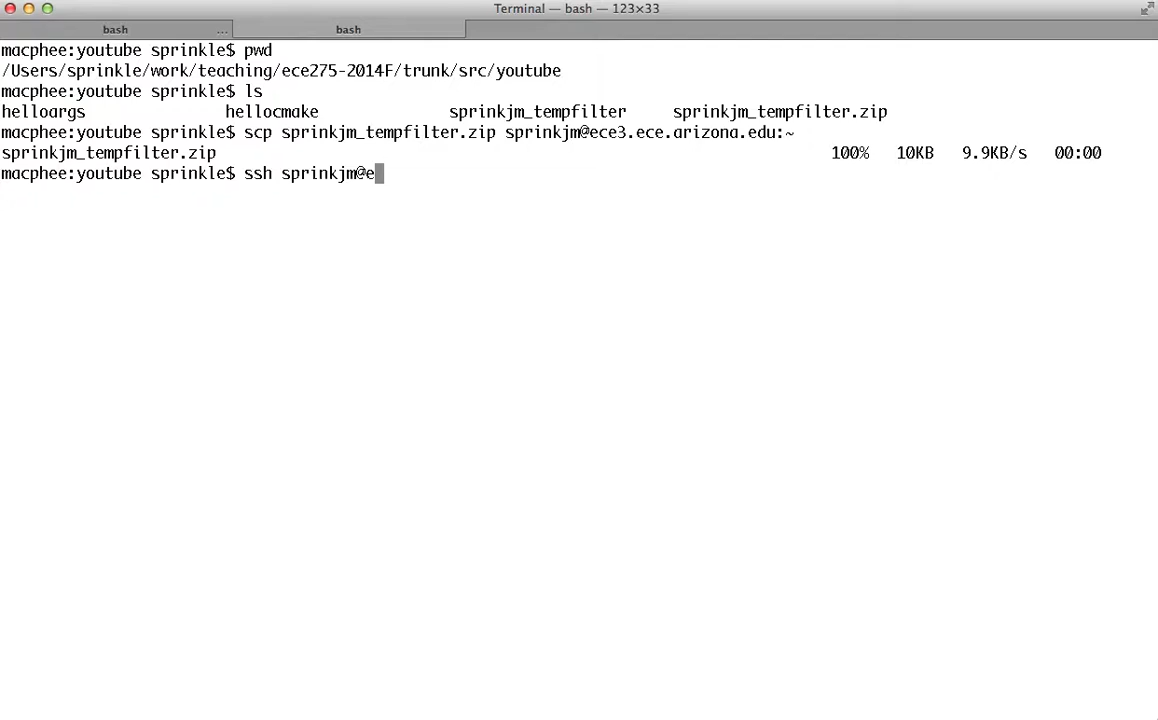 Terminal — bash — 123×33
bash ... bash
macphee:youtube sprinkle$ pwd
/Users/sprinkle/work/teaching/ece275-2014F/trunk/src/youtube
macphee:youtube sprinkle$ ls
helloargs hellocmake sprinkjm_tempfilter sprinkjm_tempfilter.zip
macphee:youtube sprinkle$ scp sprinkjm_tempfilter.zip sprinkjm@ece3.ece.arizona.edu:~
sprinkjm_tempfilter.zip 100% 10KB 9.9KB/s 00:00
macphee:youtube sprinkle$ ssh sprinkjm@e